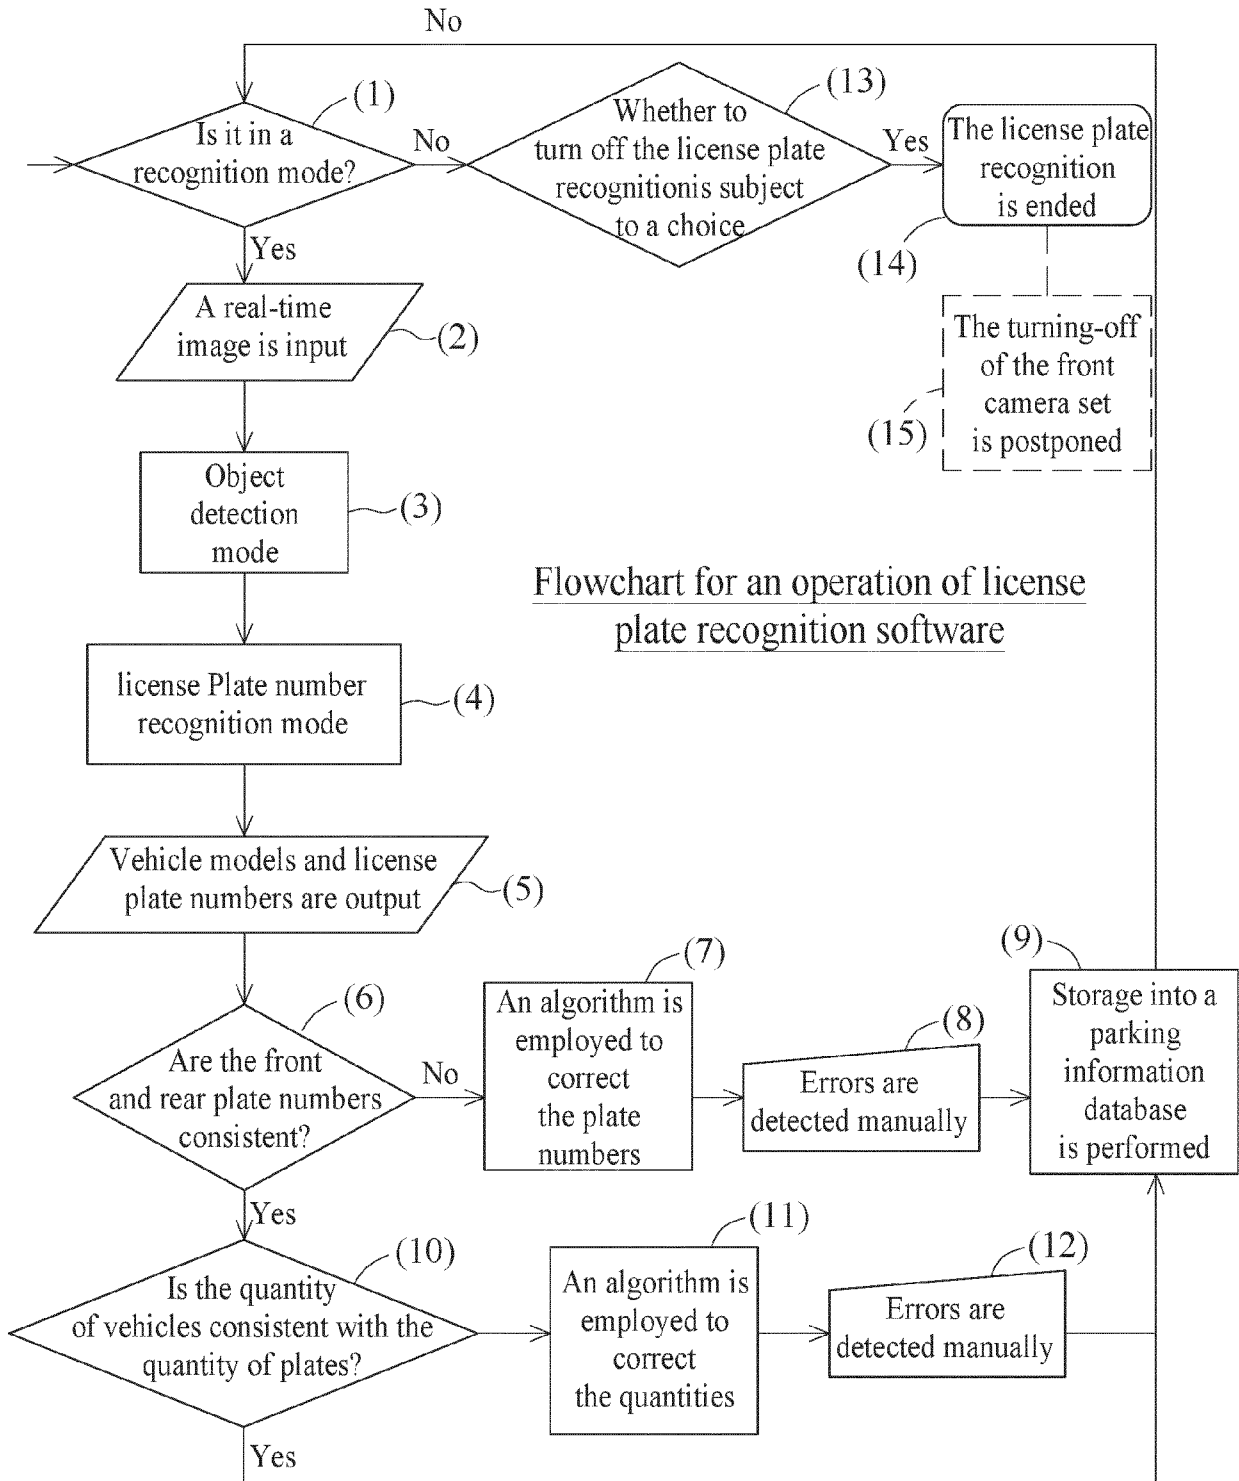 No
(1)
Is it in a
recognition mode?
No
(13)
Whether to
turn off the license plate
recognitionis subject
to a choice
Yes
The license plate
recognition
is ended
(14)
Yes
A real-time
image is input
(2)
The turning-off
of the front
camera set
is postponed
(15)
Object
detection
mode
(3)
Flowchart for an operation of license
plate recognition software
license Plate number
recognition mode
(4)
Vehicle models and license
plate numbers are output
(5)
(6)
Are the front
and rear plate numbers
consistent?
No
(7)
An algorithm is
employed to
correct
the plate
numbers
(8)
Errors are
detected manually
(9)
Storage into a
parking
information
database
is performed
Yes
(10)
Is the quantity
of vehicles consistent with the
quantity of plates?
(11)
An algorithm is
employed to
correct
the quantities
(12)
Errors are
detected manually
Yes